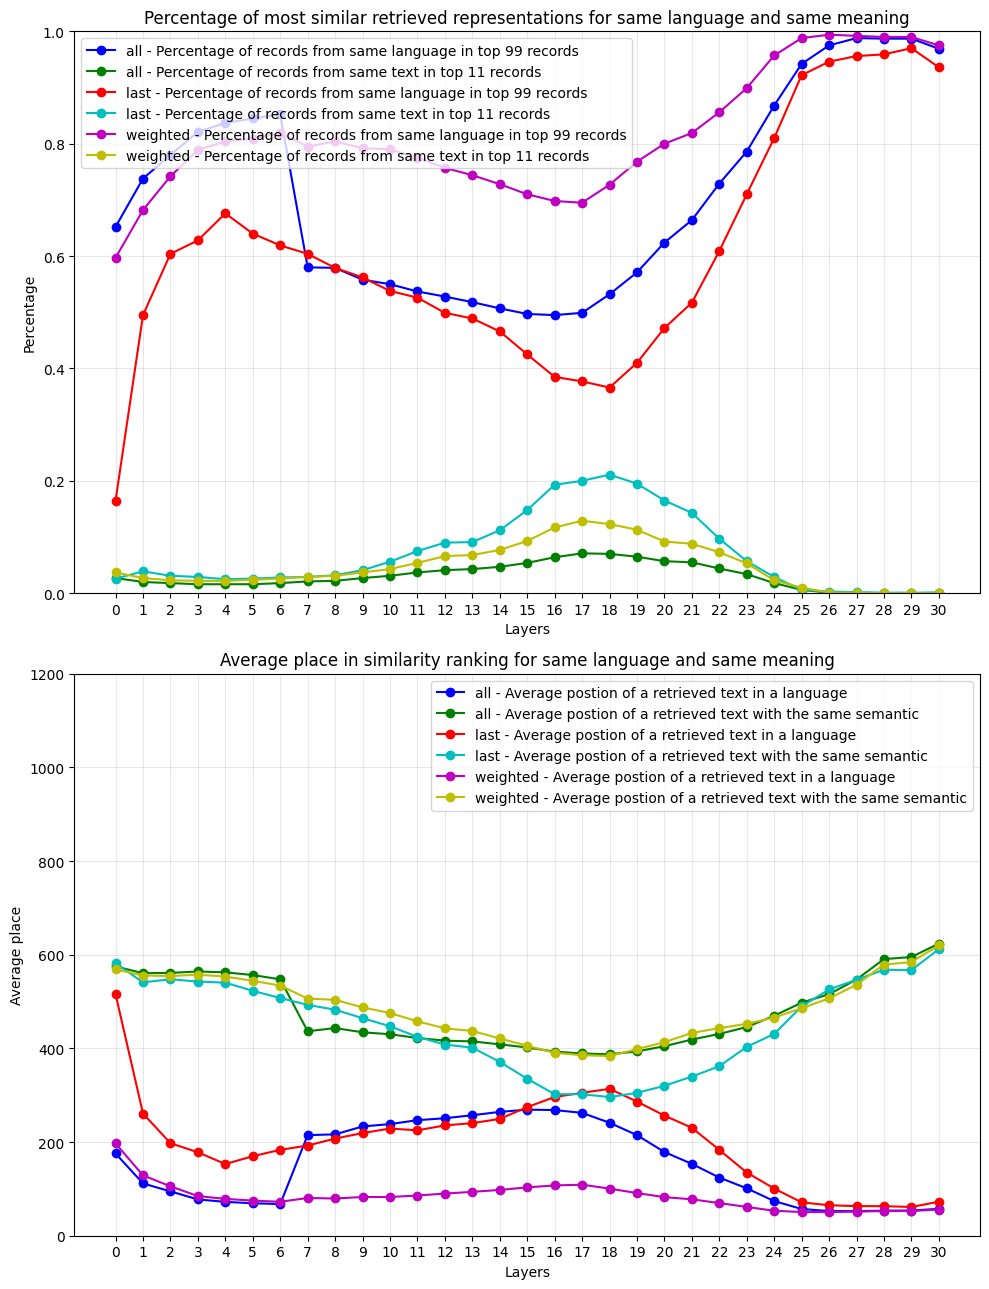 Percentage of most similar retrieved representations for same language and same meaning
1.0
all - Percentage of records from same language in top 99 records
all - Percentage of records from same text in top 11 records
last - Percentage of records from same language in top 99 records
last - Percentage of records from same text in top 11 records
weighted - Percentage of records from same language in top 99 records
weighted - Percentage of records from same text in top 11 records
0.8
0.6
Percentage
0.4
0.2
0.0
0 1 2 3 4 5 6 7 8 9 10 11 12 13 14 15 16 17 18 19 20 21 22 23 24 25 26 27 28 29 30
Layers
Average place in similarity ranking for same language and same meaning
1200
all - Average postion of a retrieved text in a language
all - Average postion of a retrieved text with the same semantic
last - Average postion of a retrieved text in a language
last - Average postion of a retrieved text with the same semantic
weighted - Average postion of a retrieved text in a language
weighted - Average postion of a retrieved text with the same semantic
1000
800
600
Average place
400
200
0
0 1 2 3 4 5 6 7 8 9 10 11 12 13 14 15 16 17 18 19 20 21 22 23 24 25 26 27 28 29 30
Layers